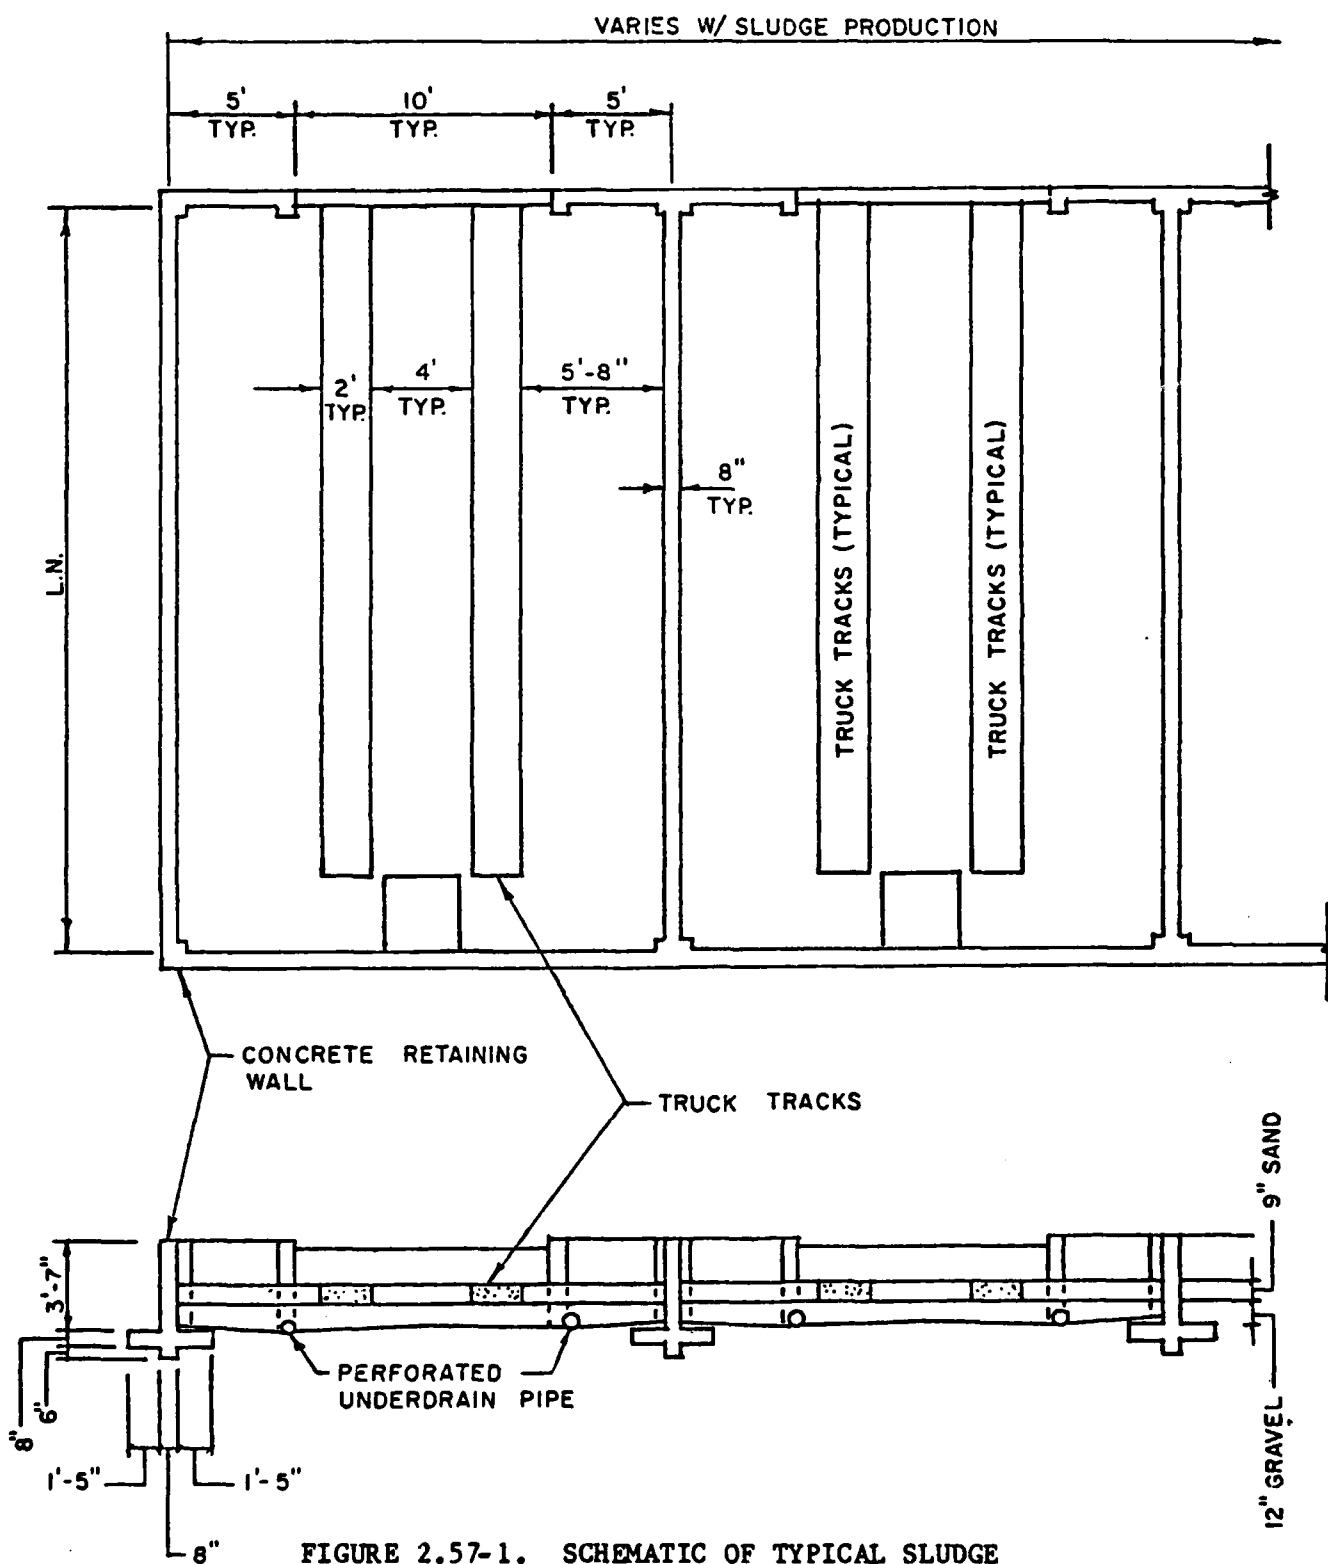 VARIES W/ SLUDGE PRODUCTION
5'
TYP.
10'
TYP.
5'
TYP.
L.N.
2'
TYP.
4'
TYP.
5'-8"
TYP.
8"
TYP.
TRUCK TRACKS (TYPICAL)
TRUCK TRACKS (TYPICAL)
CONCRETE RETAINING
WALL
TRUCK TRACKS
9" SAND
3'-7"
PERFORATED
UNDERDRAIN PIPE
8"
6"
12" GRAVEL
1'-5"
1'-5"
8"
FIGURE 2.57-1. SCHEMATIC OF TYPICAL SLUDGE